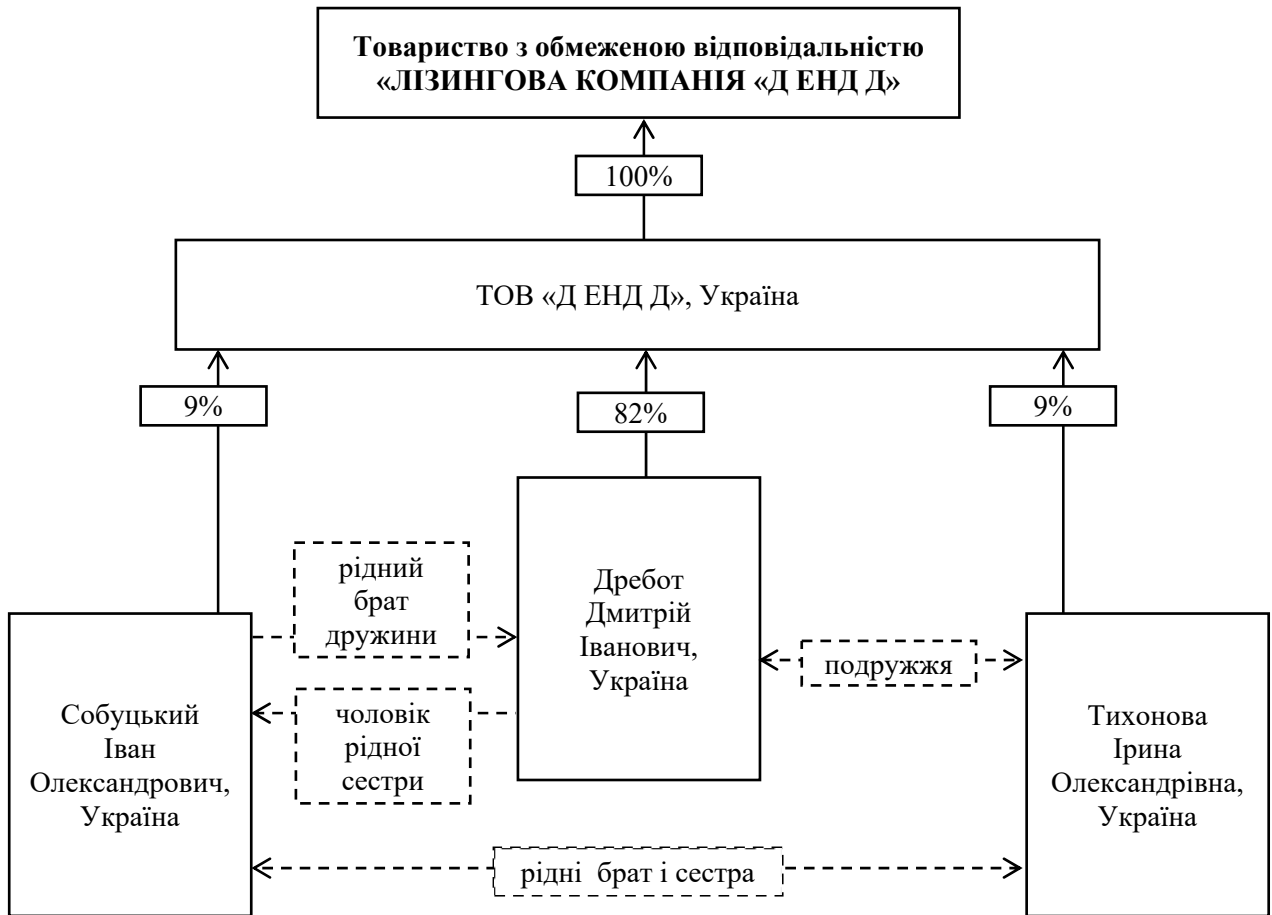 Товариство з обмеженою відповідальністю
«ЛІЗИНГОВА КОМПАНІЯ «Д ЕНД Д»
100%
ТОВ «Д ЕНД Д», Україна
9%
82%
9%
рідний
брат
дружини
Дребот
Дмитрій
Іванович,
Україна
подружжя
чоловік
рідної
сестри
Собуцький
Іван
Олександрович,
Україна
Тихонова
Ірина
Олександрівна,
Україна
рідні брат і сестра